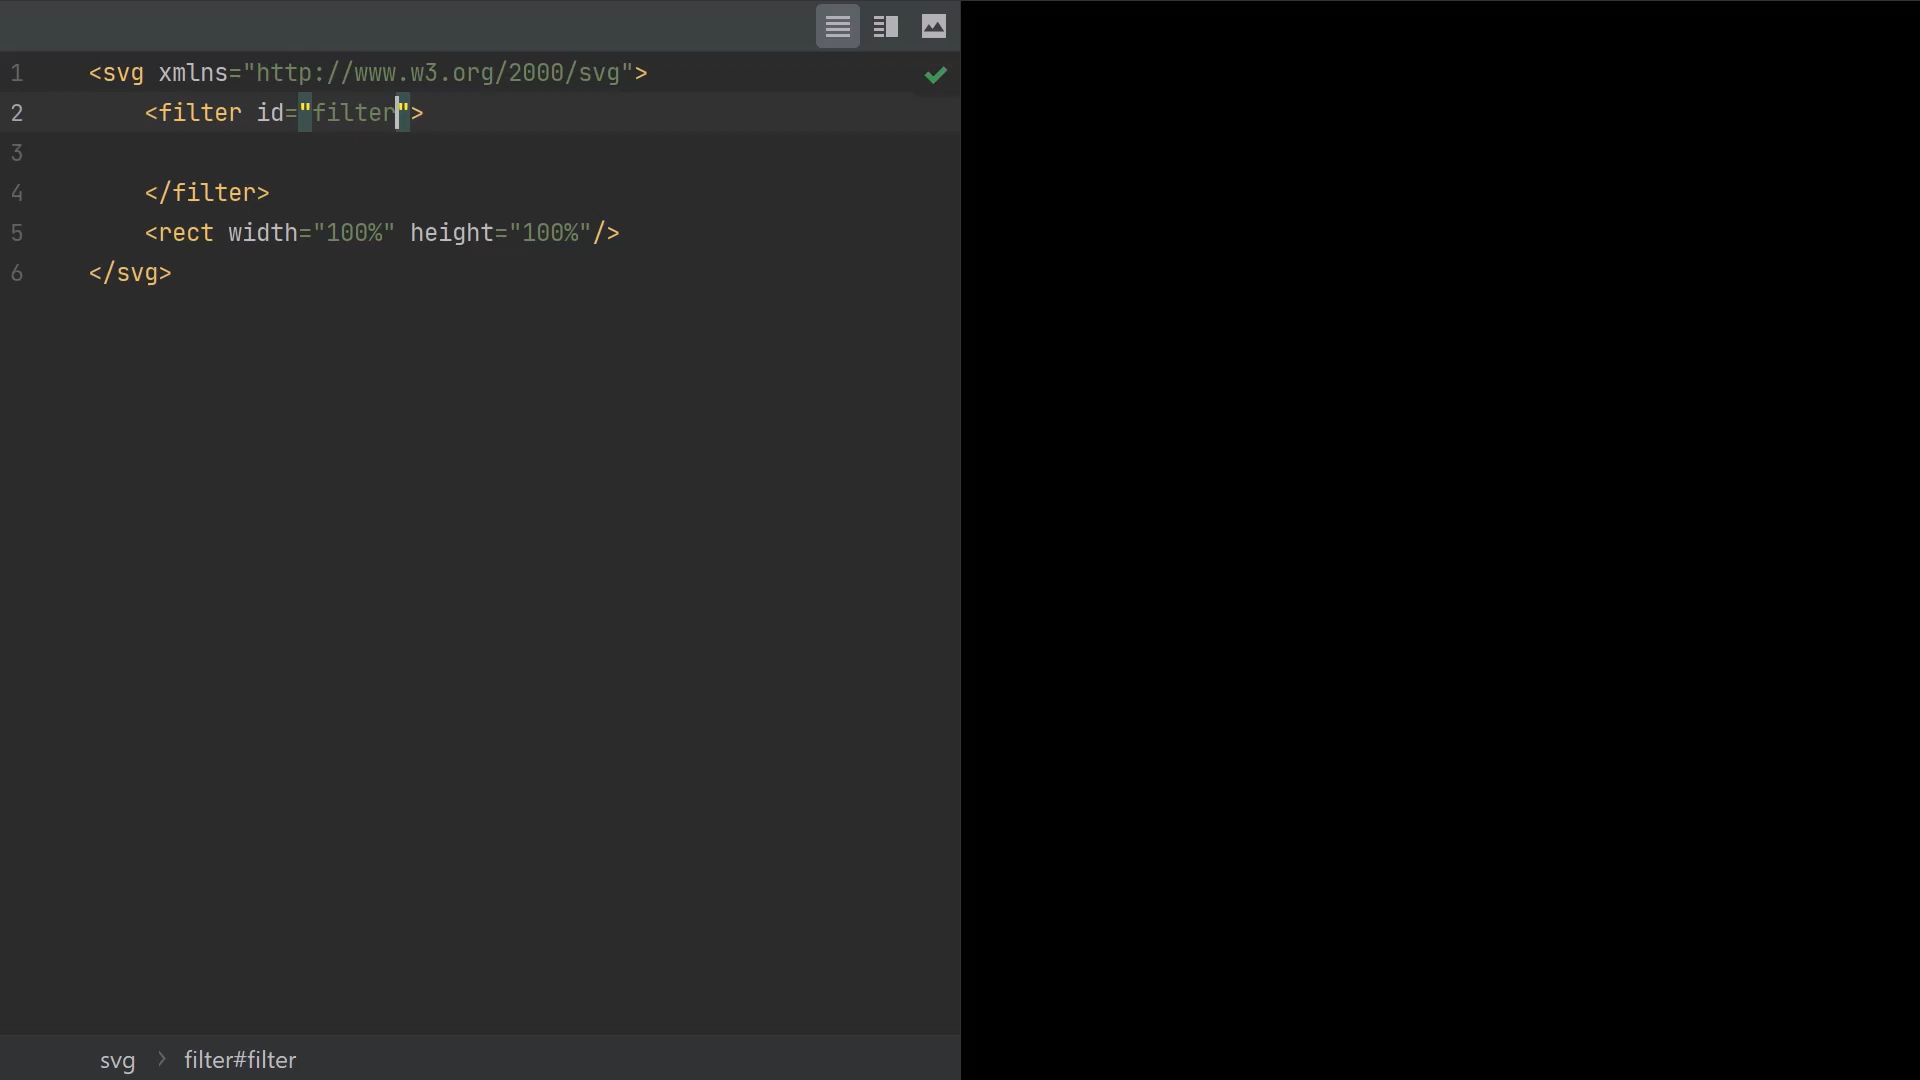 1 <svg xmlns="http://www.w3.org/2000/svg">
2 <filter id="filter">
3
4 </filter>
5 <rect width="100%" height="100%"/>
6 </svg>
svg > filter#filter